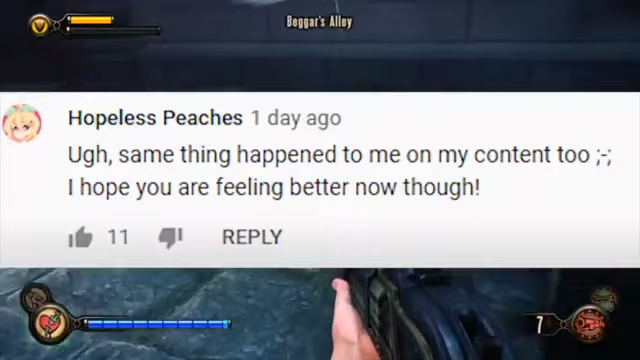 Beggar's Alley
Hopeless Peaches 1 day ago
Ugh, same thing happened to me on my content too ;-;
I hope you are feeling better now though!
11 REPLY
7